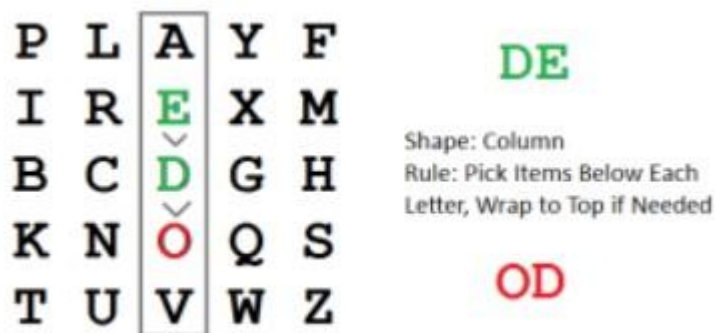 P L A Y F
I R E X M
B C D G H
K N O Q S
T U V W Z
DE
Shape: Column
Rule: Pick Items Below Each
Letter, Wrap to Top if Needed
OD